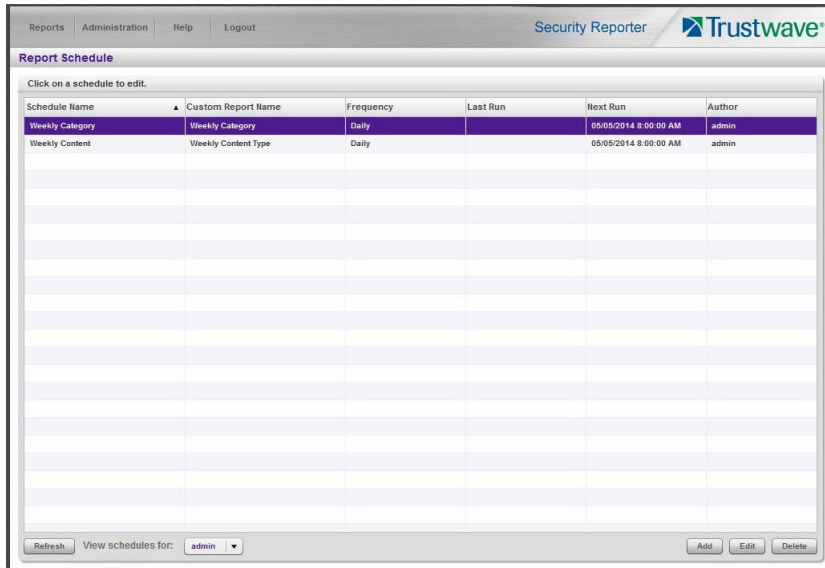 Reports Administration Help Logout Security Reporter Trustwave®
Report Schedule
Click on a schedule to edit.
Schedule Name ▲ Custom Report Name Frequency Last Run Next Run Author
Weekly Category Weekly Category Daily 05/05/2014 8:00:00 AM admin
Weekly Content Weekly Content Type Daily 05/05/2014 8:00:00 AM admin
Refresh View schedules for: admin ▼ Add Edit Delete